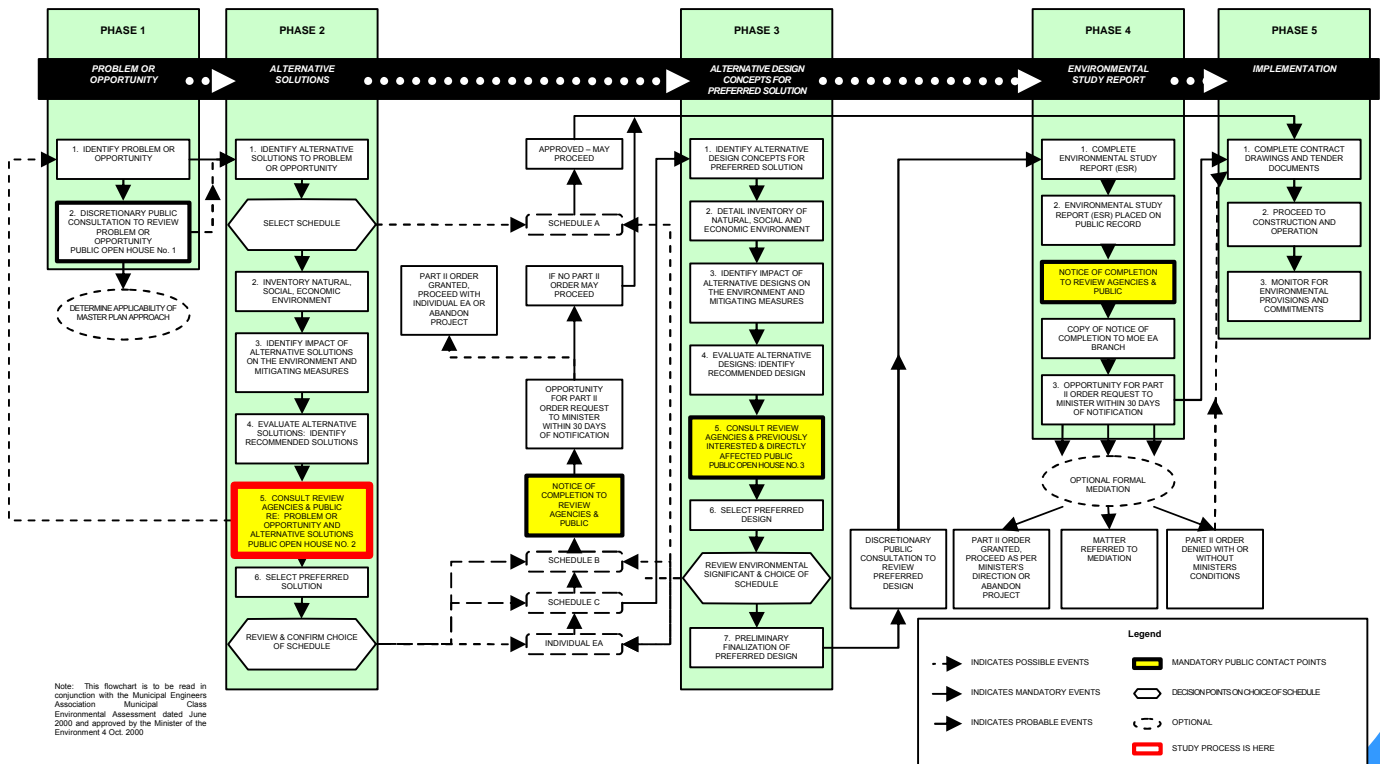 PHASE 1
PHASE 2
PHASE 3
PHASE 4
PHASE 5
PROBLEM OR
OPPORTUNITY
ALTERNATIVE
SOLUTIONS
ALTERNATIVE DESIGN
CONCEPTS FOR
PREFERRED SOLUTION
ENVIRONMENTAL
STUDY REPORT
IMPLEMENTATION
1. IDENTIFY PROBLEM OR
OPPORTUNITY
2. DISCRETIONARY PUBLIC
CONSULTATION TO REVIEW
PROBLEM OR
OPPORTUNITY
PUBLIC OPEN HOUSE No. 1
DETERMINE APPLICABILITY OF
MASTER PLAN APPROACH
1. IDENTIFY ALTERNATIVE
SOLUTIONS TO PROBLEM
OR OPPORTUNITY
SELECT SCHEDULE
2. INVENTORY NATURAL,
SOCIAL, ECONOMIC
ENVIRONMENT
3. IDENTIFY IMPACT OF
ALTERNATIVE SOLUTIONS
ON THE ENVIRONMENT AND
MITIGATING MEASURES
4. EVALUATE ALTERNATIVE
SOLUTIONS: IDENTIFY
RECOMMENDED SOLUTIONS
5. CONSULT REVIEW
AGENCIES & PUBLIC
RE: PROBLEM OR
OPPORTUNITY AND
ALTERNATIVE SOLUTIONS
PUBLIC OPEN HOUSE NO. 2
6. SELECT PREFERRED
SOLUTION
REVIEW & CONFIRM CHOICE
OF SCHEDULE
APPROVED – MAY
PROCEED
SCHEDULE A
PART II ORDER
GRANTED,
PROCEED WITH
INDIVIDUAL EA OR
ABANDON
PROJECT
IF NO PART II
ORDER MAY
PROCEED
OPPORTUNITY
FOR PART II
ORDER REQUEST
TO MINISTER
WITHIN 30 DAYS
OF NOTIFICATION
NOTICE OF
COMPLETION TO
REVIEW
AGENCIES &
PUBLIC
SCHEDULE B
SCHEDULE C
INDIVIDUAL EA
1. IDENTIFY ALTERNATIVE
DESIGN CONCEPTS FOR
PREFERRED SOLUTION
2. DETAIL INVENTORY OF
NATURAL, SOCIAL AND
ECONOMIC ENVIRONMENT
3. IDENTIFY IMPACT OF
ALTERNATIVE DESIGNS ON
THE ENVIRONMENT AND
MITIGATING MEASURES
4. EVALUATE ALTERNATIVE
DESIGNS: IDENTIFY
RECOMMENDED DESIGN
5. CONSULT REVIEW
AGENCIES & PREVIOUSLY
INTERESTED & DIRECTLY
AFFECTED PUBLIC
PUBLIC OPEN HOUSE NO. 3
6. SELECT PREFERRED
DESIGN
REVIEW ENVIRONMENTAL
SIGNIFICANT & CHOICE OF
SCHEDULE
7. PRELIMINARY
FINALIZATION OF
PREFERRED DESIGN
DISCRETIONARY
PUBLIC
CONSULTATION TO
REVIEW
PREFERRED
DESIGN
1. COMPLETE
ENVIRONMENTAL STUDY
REPORT (ESR)
2. ENVIRONMENTAL STUDY
REPORT (ESR) PLACED ON
PUBLIC RECORD
NOTICE OF COMPLETION
TO REVIEW AGENCIES &
PUBLIC
COPY OF NOTICE OF
COMPLETION TO MOE EA
BRANCH
3. OPPORTUNITY FOR PART
II ORDER REQUEST TO
MINISTER WITHIN 30 DAYS
OF NOTIFICATION
OPTIONAL FORMAL
MEDIATION
PART II ORDER
GRANTED,
PROCEED AS PER
MINISTER'S
DIRECTION OR
ABANDON
PROJECT
MATTER
REFERRED TO
MEDIATION
PART II ORDER
DENIED WITH OR
WITHOUT
MINISTERS
CONDITIONS
1. COMPLETE CONTRACT
DRAWINGS AND TENDER
DOCUMENTS
2. PROCEED TO
CONSTRUCTION AND
OPERATION
3. MONITOR FOR
ENVIRONMENTAL
PROVISIONS AND
COMMITMENTS
Note: This flowchart is to be read in
conjunction with the Municipal Engineers
Association Municipal Class
Environmental Assessment dated June
2000 and approved by the Minister of the
Environment 4 Oct. 2000
Legend
INDICATES POSSIBLE EVENTS
MANDATORY PUBLIC CONTACT POINTS
INDICATES MANDATORY EVENTS
DECISION POINTS ON CHOICE OF SCHEDULE
INDICATES PROBABLE EVENTS
OPTIONAL
STUDY PROCESS IS HERE